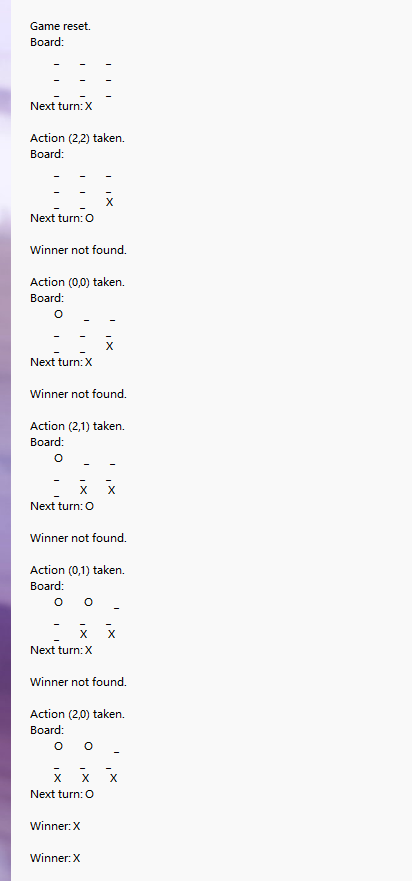 Game reset.
Board:
_ _ _
_ _ _
_ _ _
Next turn: X
Action (2,2) taken.
Board:
_ _ _
_ _ _
_ _ X
Next turn: O
Winner not found.
Action (0,0) taken.
Board:
O _ _
_ _ _
_ _ X
Next turn: X
Winner not found.
Action (2,1) taken.
Board:
O _ _
_ _ _
_ X X
Next turn: O
Winner not found.
Action (0,1) taken.
Board:
O O _
_ _ _
_ X X
Next turn: X
Winner not found.
Action (2,0) taken.
Board:
O O _
_ _ _
X X X
Next turn: O
Winner: X
Winner: X